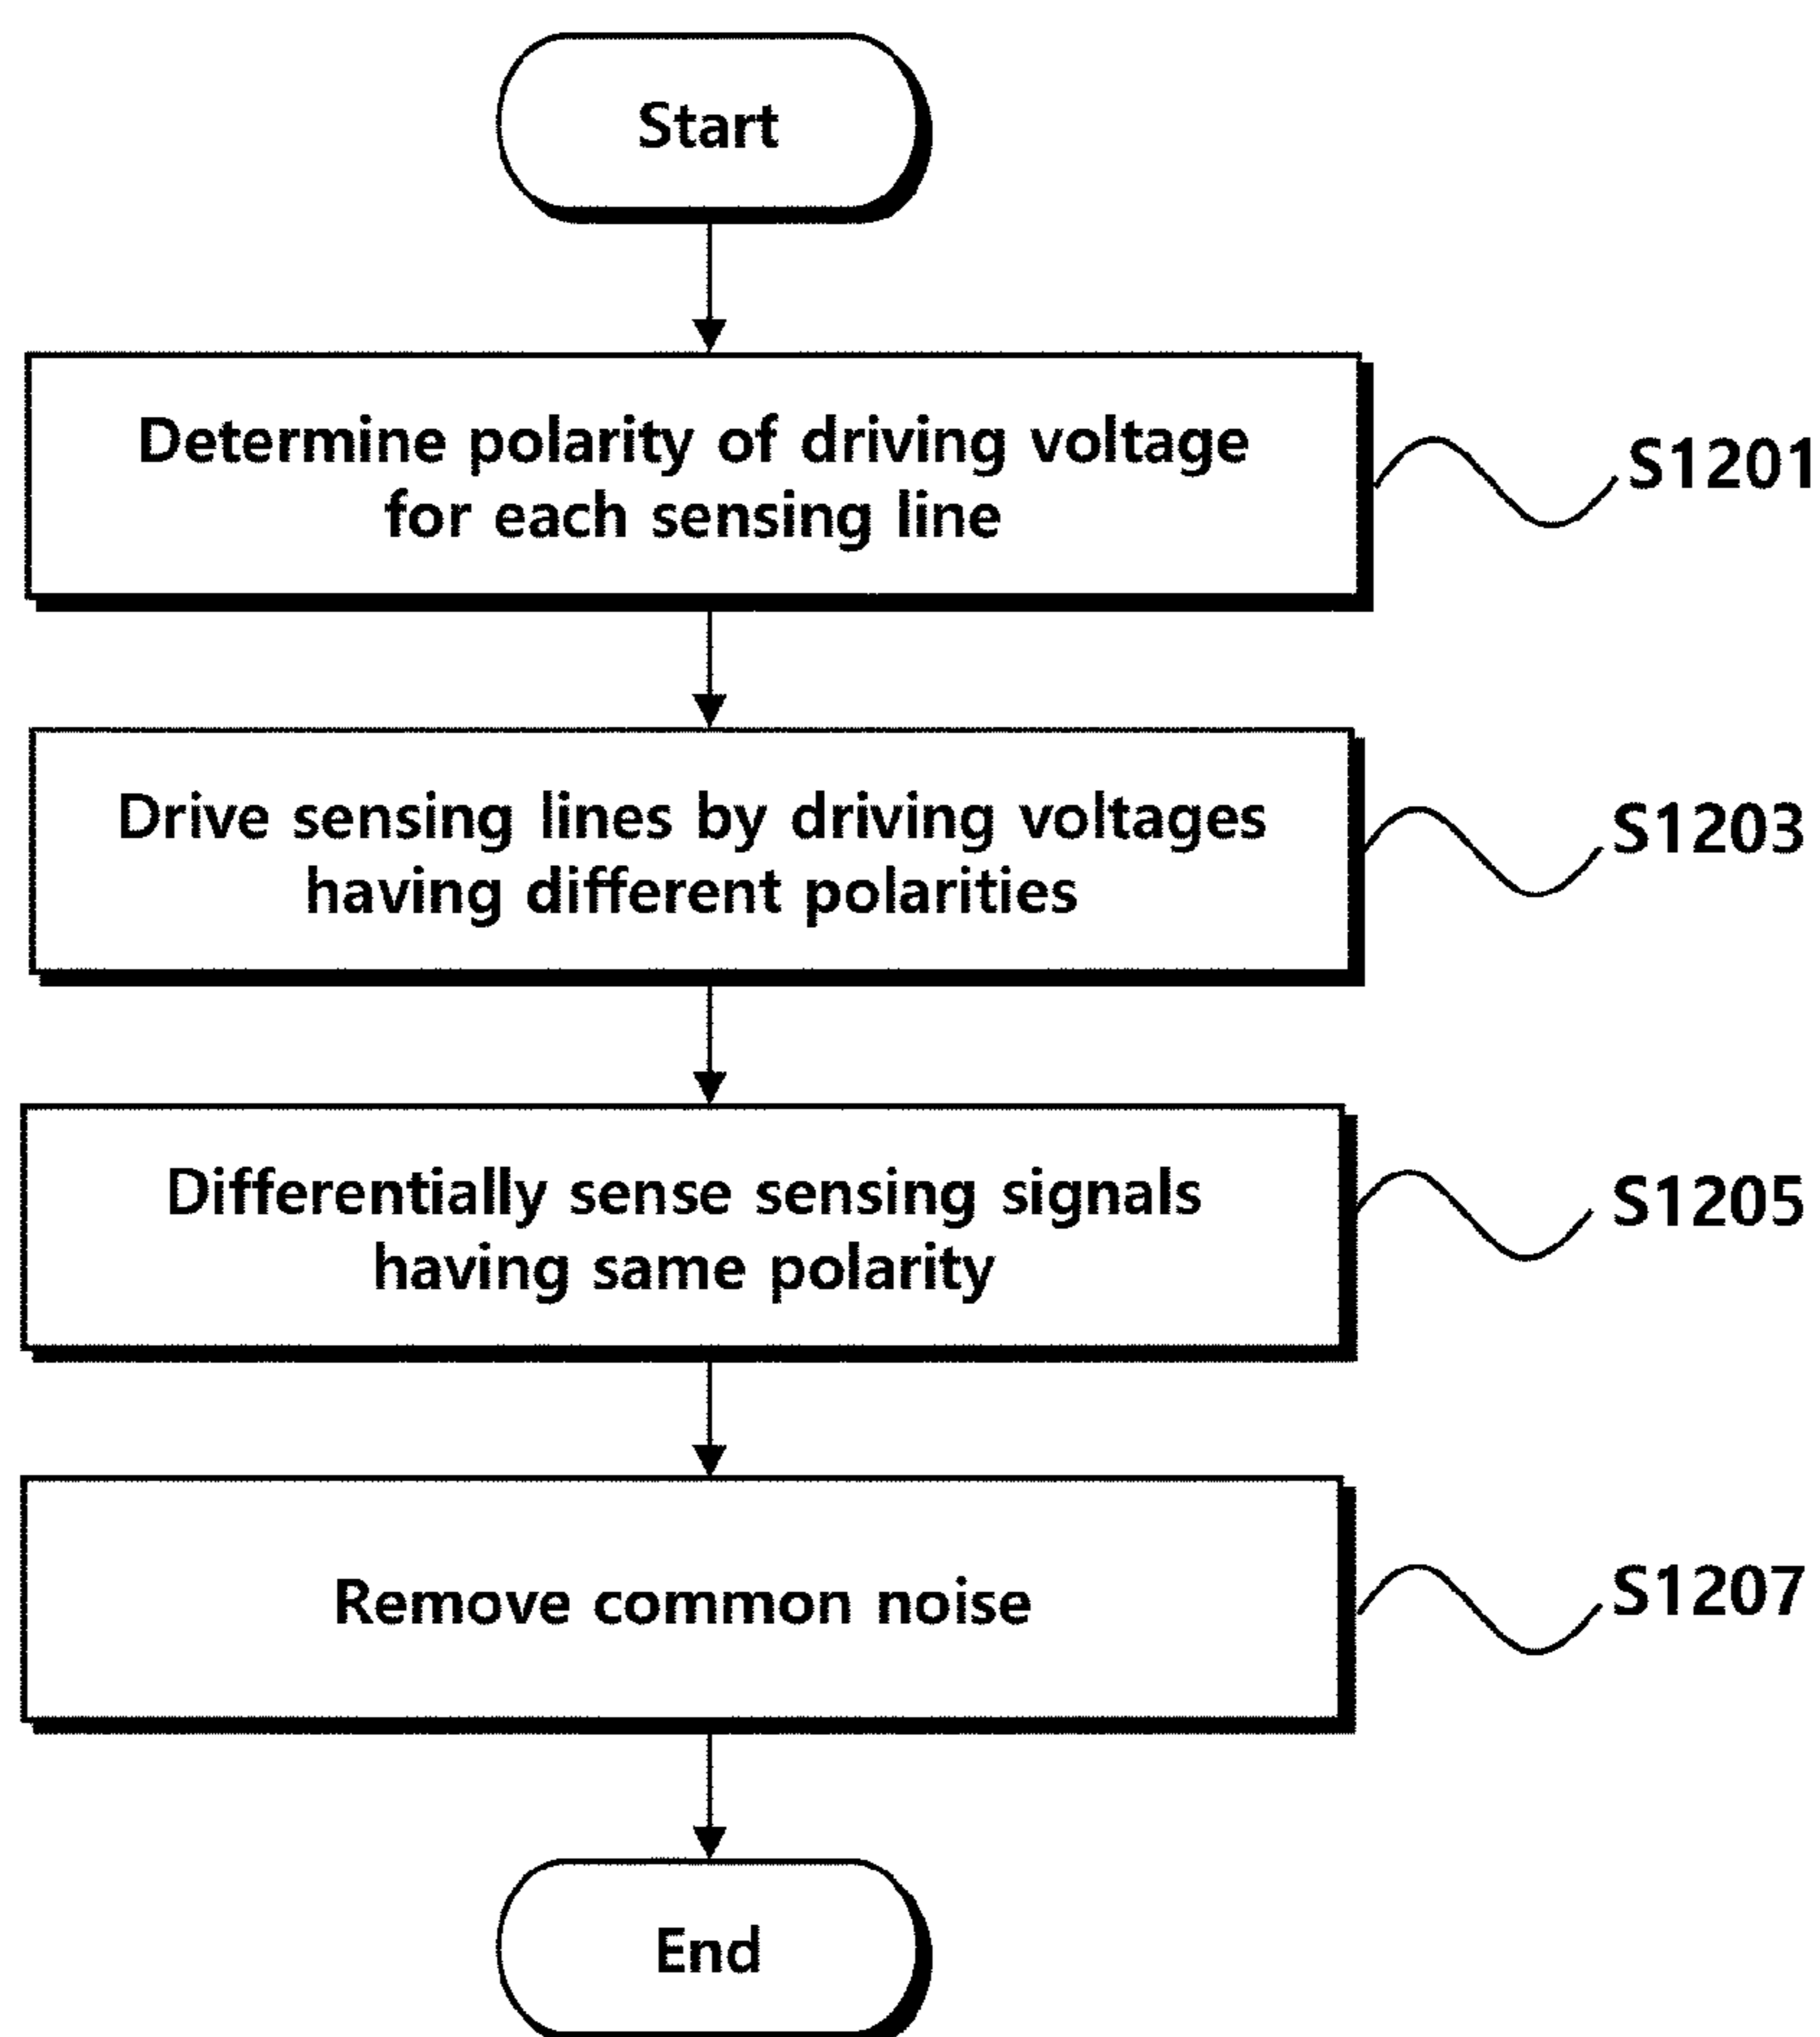 Start
Determine polarity of driving voltage
for each sensing line
S1201
Drive sensing lines by driving voltages
having different polarities
S1203
Differentially sense sensing signals
having same polarity
S1205
Remove common noise
S1207
End